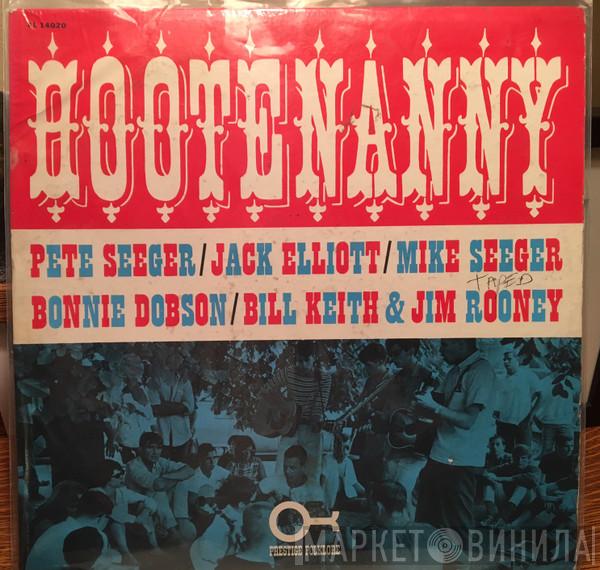 FL 14020
HOOTENANNY
PETE SEEGER/JACK ELLIOTT/MIKE SEEGER
TAPED
BONNIE DOBSON/BILL KEITH & JIM ROONEY
PRESTIGE FOLKLORE
МАРКЕТ ВИНИЛА